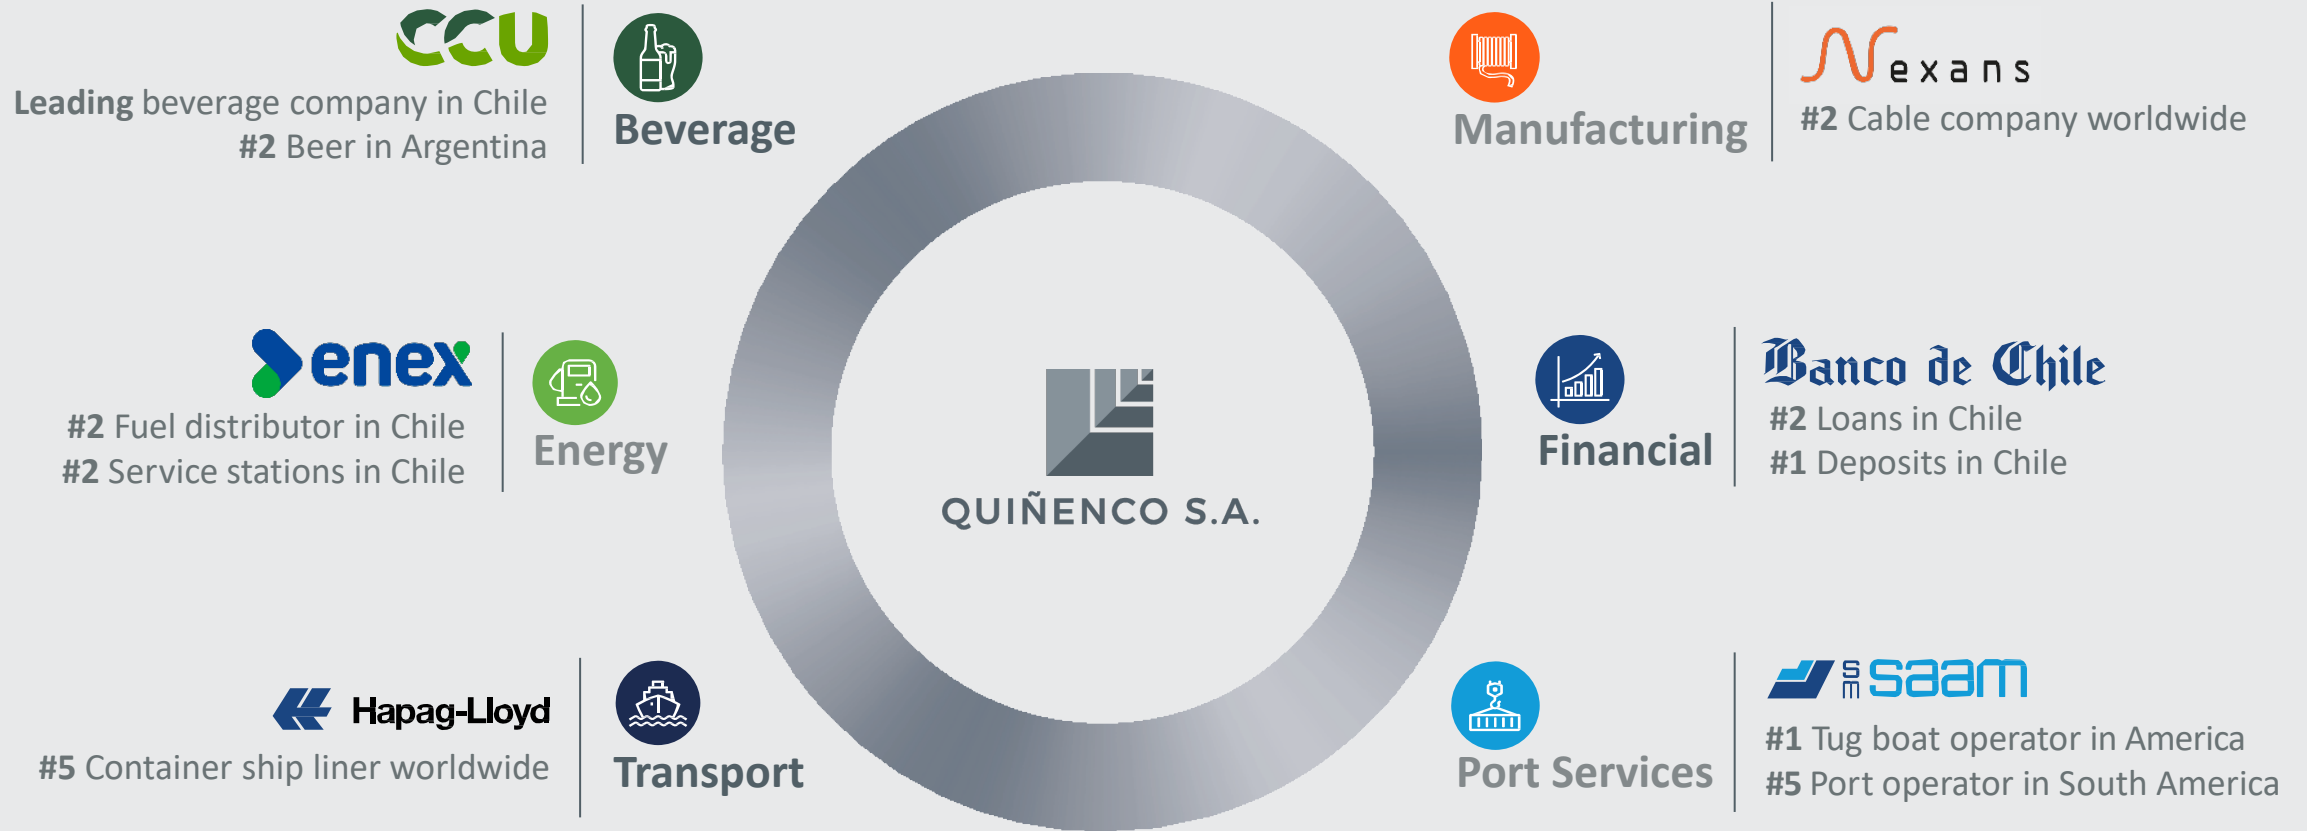 CCU
Leading beverage company in Chile
#2 Beer in Argentina
Beverage
Manufacturing
Nexans
#2 Cable company worldwide
enex
#2 Fuel distributor in Chile
#2 Service stations in Chile
Energy
QUIÑENCO S.A.
Financial
Banco de Chile
#2 Loans in Chile
#1 Deposits in Chile
Hapag-Lloyd
#5 Container ship liner worldwide
Transport
Port Services
SM saam
#1 Tug boat operator in America
#5 Port operator in South America